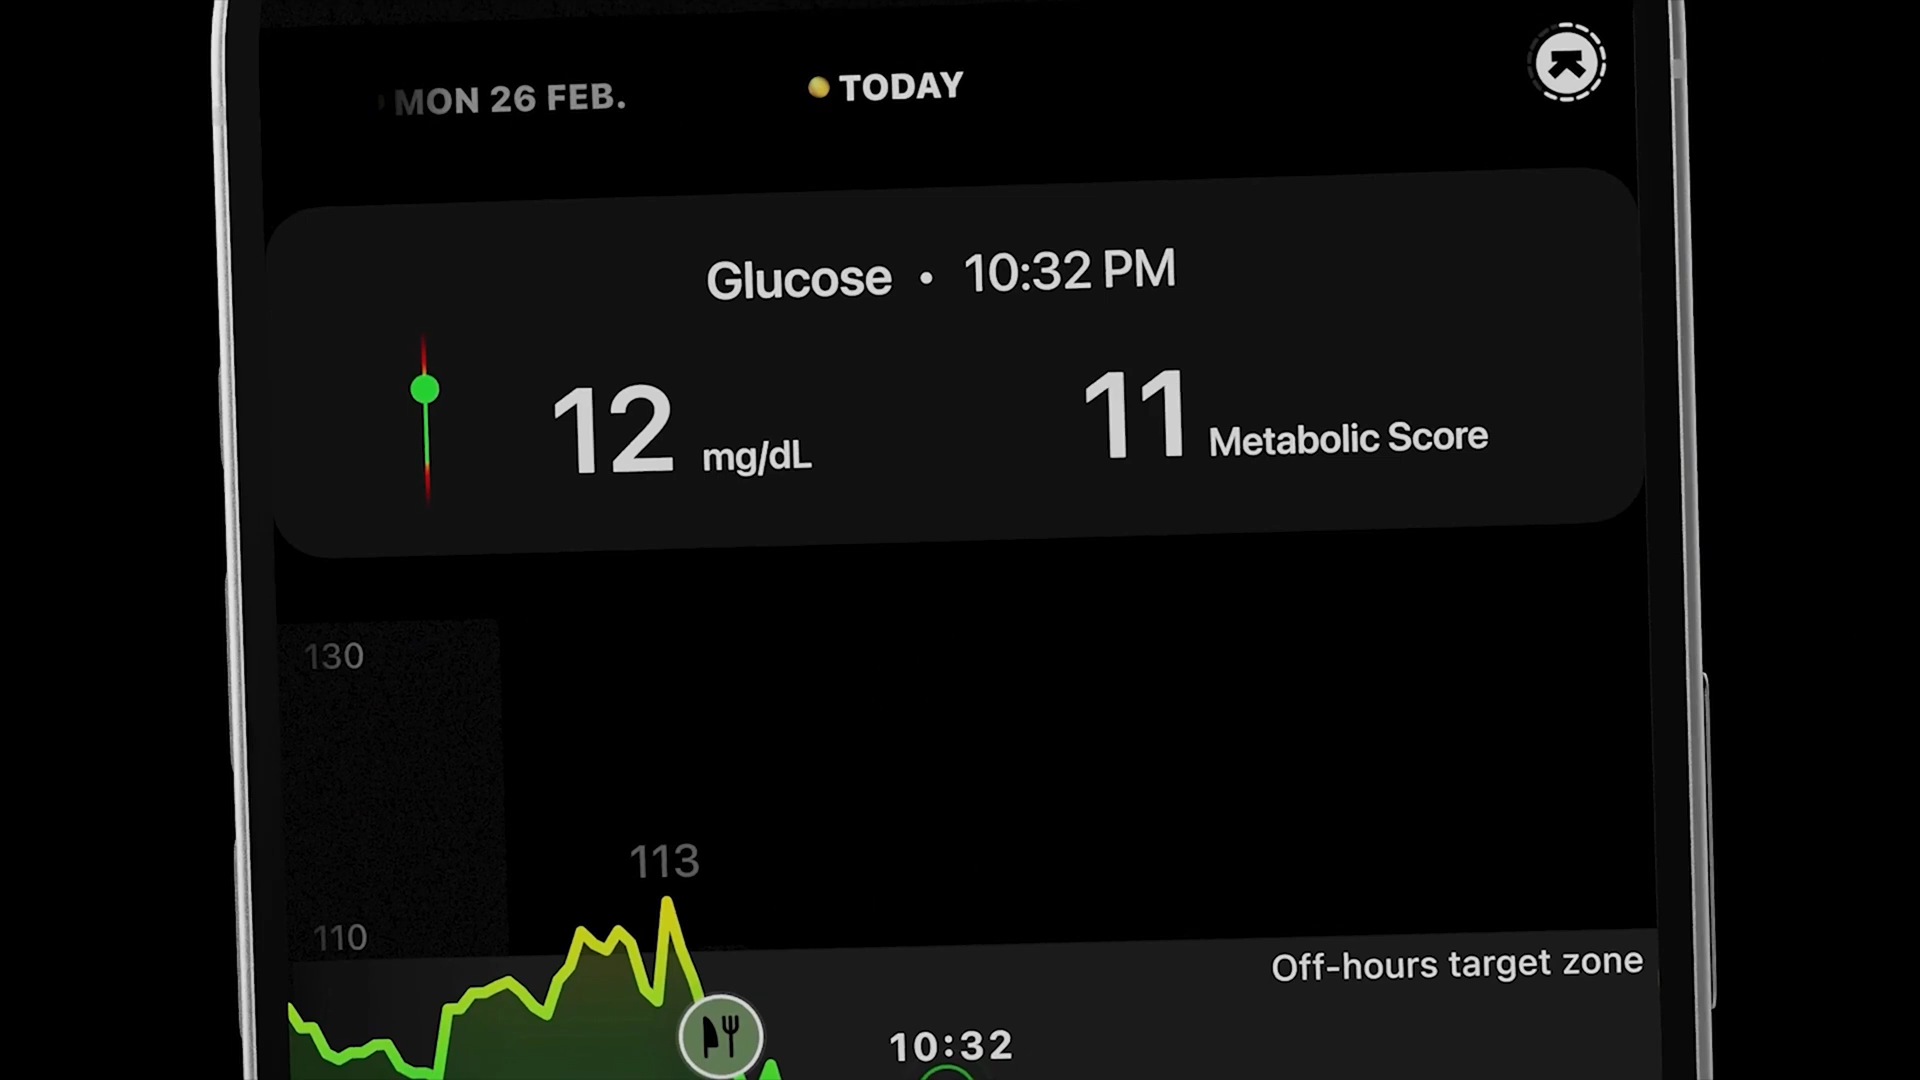 MON 26 FEB.
TODAY
Glucose • 10:32 PM
12 mg/dL
11 Metabolic Score
130
113
110
Off-hours target zone
10:32